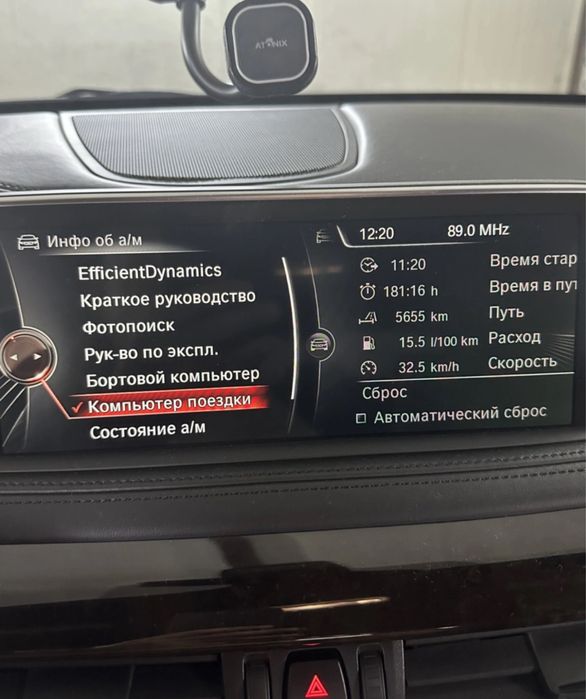 ATONIX
Инфо об а/м
EfficientDynamics
Краткое руководство
Фотопоиск
Рук-во по экспл.
Бортовой компьютер
✓ Компьютер поездки
Состояние а/м
12:20 89.0 MHz
11:20 Время стар
181:16 h Время в пут
5655 km Путь
15.5 l/100 km Расход
32.5 km/h Скорость
Сброс
Автоматический сброс